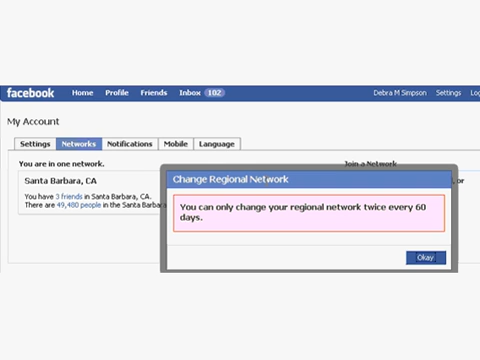 facebook Home Profile Friends Inbox 102 Debra M Simpson Settings
My Account
Settings Networks Notifications Mobile Language
You are in one network. Join a Network
Santa Barbara, CA
You have 3 friends in Santa Barbara, CA.
There are 49,480 people in the Santa Barbara
or
Change Regional Network
You can only change your regional network twice every 60
days.
Okay